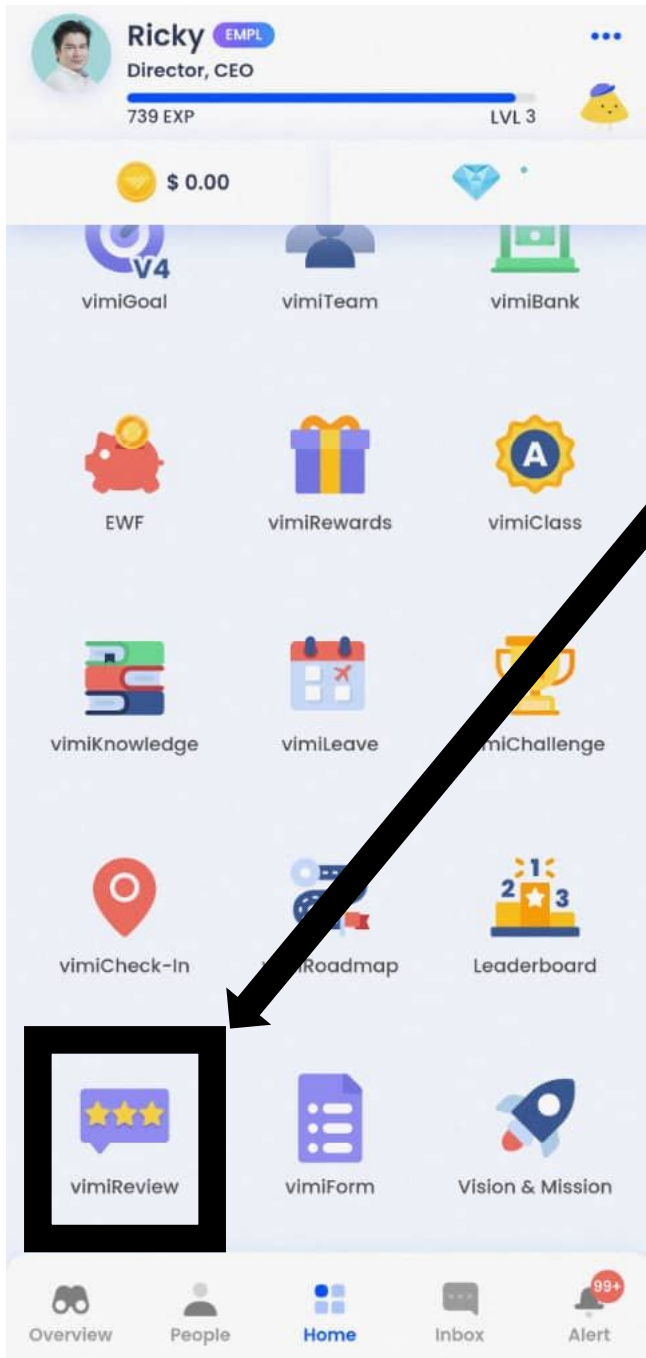 Ricky EMPL
Director, CEO
739 EXP LVL 3
$ 0.00
V4
vimiGoal vimiTeam vimiBank
A
EWF vimiRewards vimiClass
vimiKnowledge vimiLeave miChallenge
1
2 3
vimiCheck-In Roadmap Leaderboard
vimiReview vimiForm Vision & Mission
99+
Overview People Home Inbox Alert